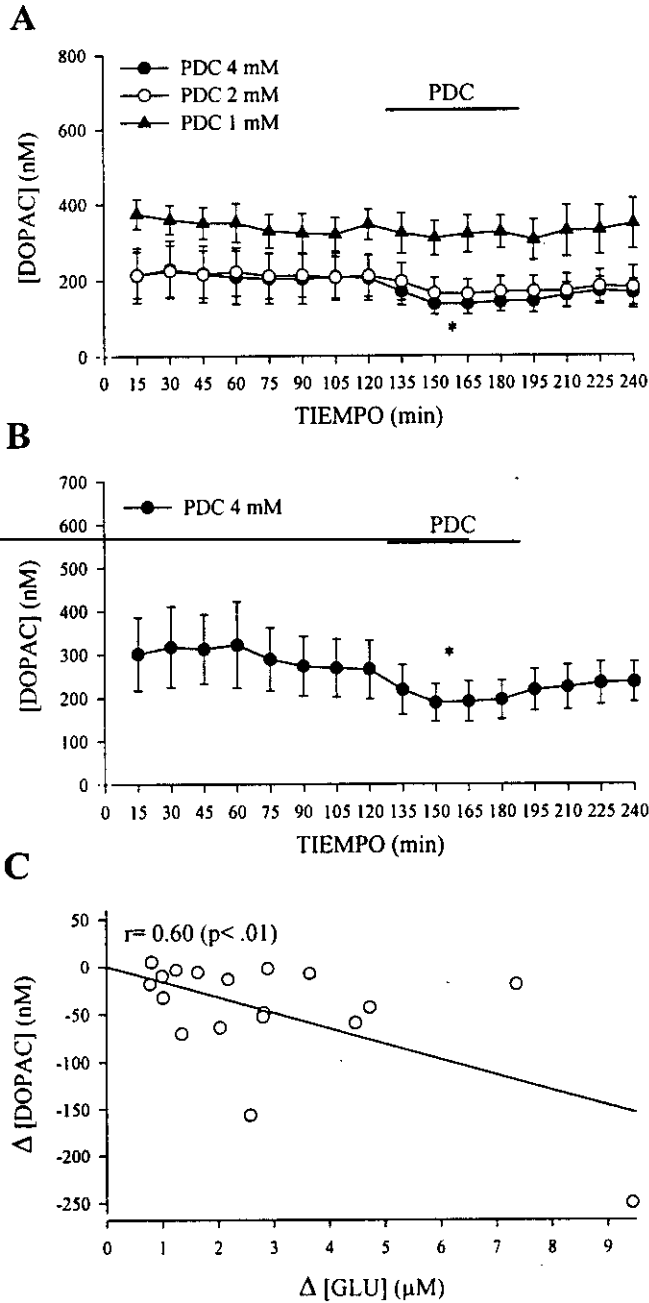 A
800
600
400
200
0
[DOPAC] (nM)
PDC 4 mM
PDC 2 mM
PDC 1 mM
PDC
*
0 15 30 45 60 75 90 105 120 135 150 165 180 195 210 225 240
TIEMPO (min)
B
700
600
500
400
300
200
100
0
[DOPAC] (nM)
PDC 4 mM
PDC
*
0 15 30 45 60 75 90 105 120 135 150 165 180 195 210 225 240
TIEMPO (min)
C
50
0
-50
-100
-150
-200
-250
Δ [DOPAC] (nM)
r= 0.60 (p< .01)
0 1 2 3 4 5 6 7 8 9
Δ [GLU] (μM)